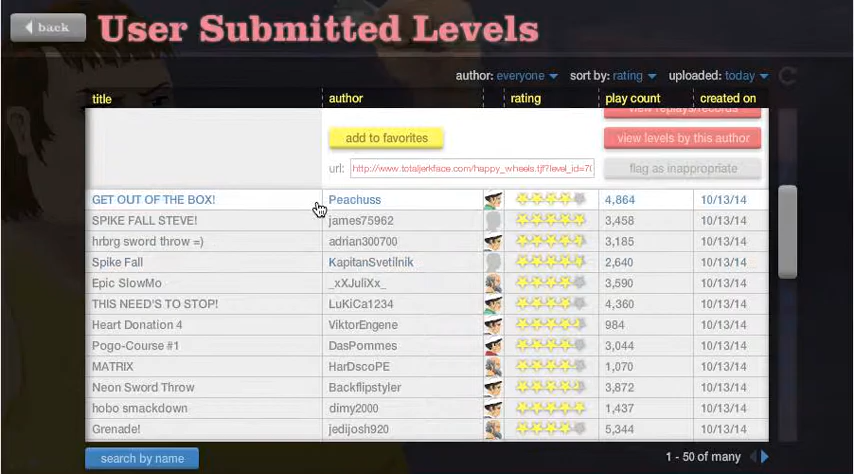 back
User Submitted Levels
author: everyone sort by: rating uploaded: today
title author rating play count created on
view replays/records
add to favorites view levels by this author
url: http://www.totaljerkface.com/happy_wheels.tjf?level_id=7( flag as inappropriate
GET OUT OF THE BOX! Peachuss 4,864 10/13/14
SPIKE FALL STEVE! james75962 3,458 10/13/14
hrbrg sword throw =) adrian300700 3,185 10/13/14
Spike Fall KapitanSvetilnik 2,640 10/13/14
Epic SlowMo _xXJuliXx_ 3,590 10/13/14
THIS NEED'S TO STOP! LuKiCa1234 4,360 10/13/14
Heart Donation 4 ViktorEngene 984 10/13/14
Pogo-Course #1 DasPommes 3,044 10/13/14
MATRIX HarDscoPE 1,070 10/13/14
Neon Sword Throw Backflipstyler 3,872 10/13/14
hobo smackdown dimy2000 1,437 10/13/14
Grenade! jedijosh920 5,344 10/13/14
search by name 1 - 50 of many